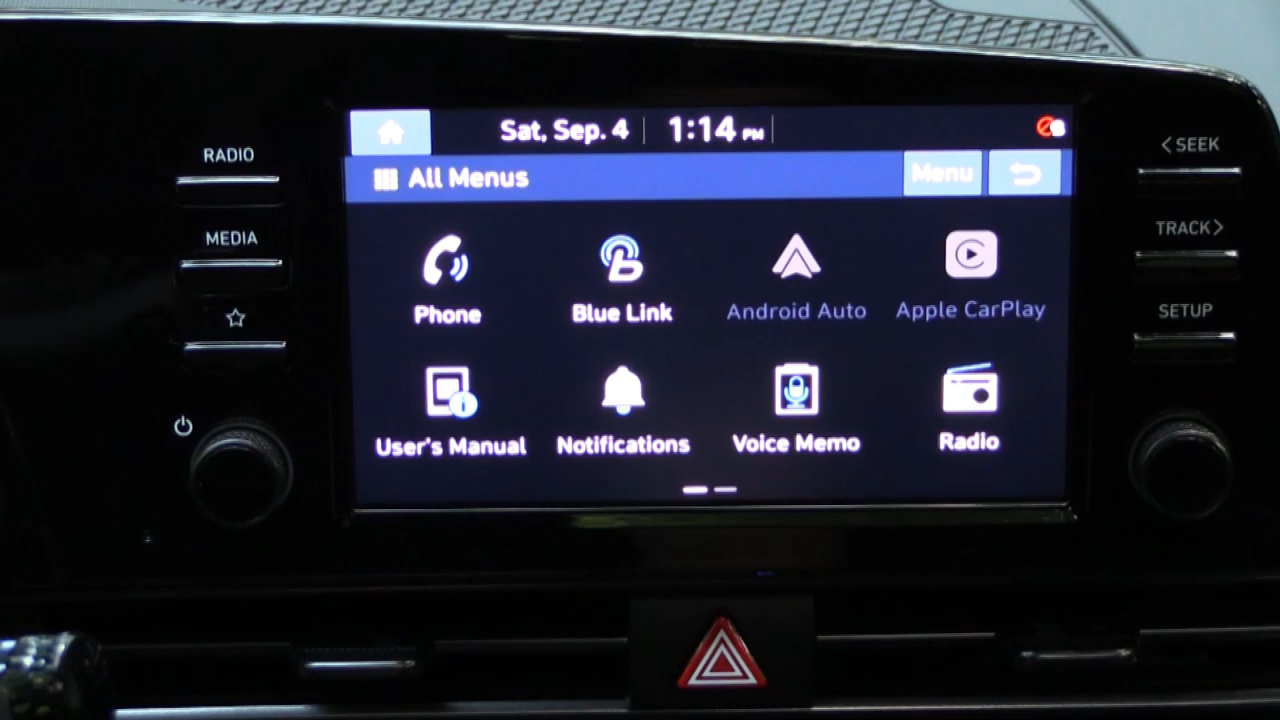 RADIO
MEDIA
Sat, Sep. 4
1:14 PM
All Menus
Menu
Phone
Blue Link
Android Auto
Apple CarPlay
User's Manual
Notifications
Voice Memo
Radio
<SEEK
TRACK>
SETUP